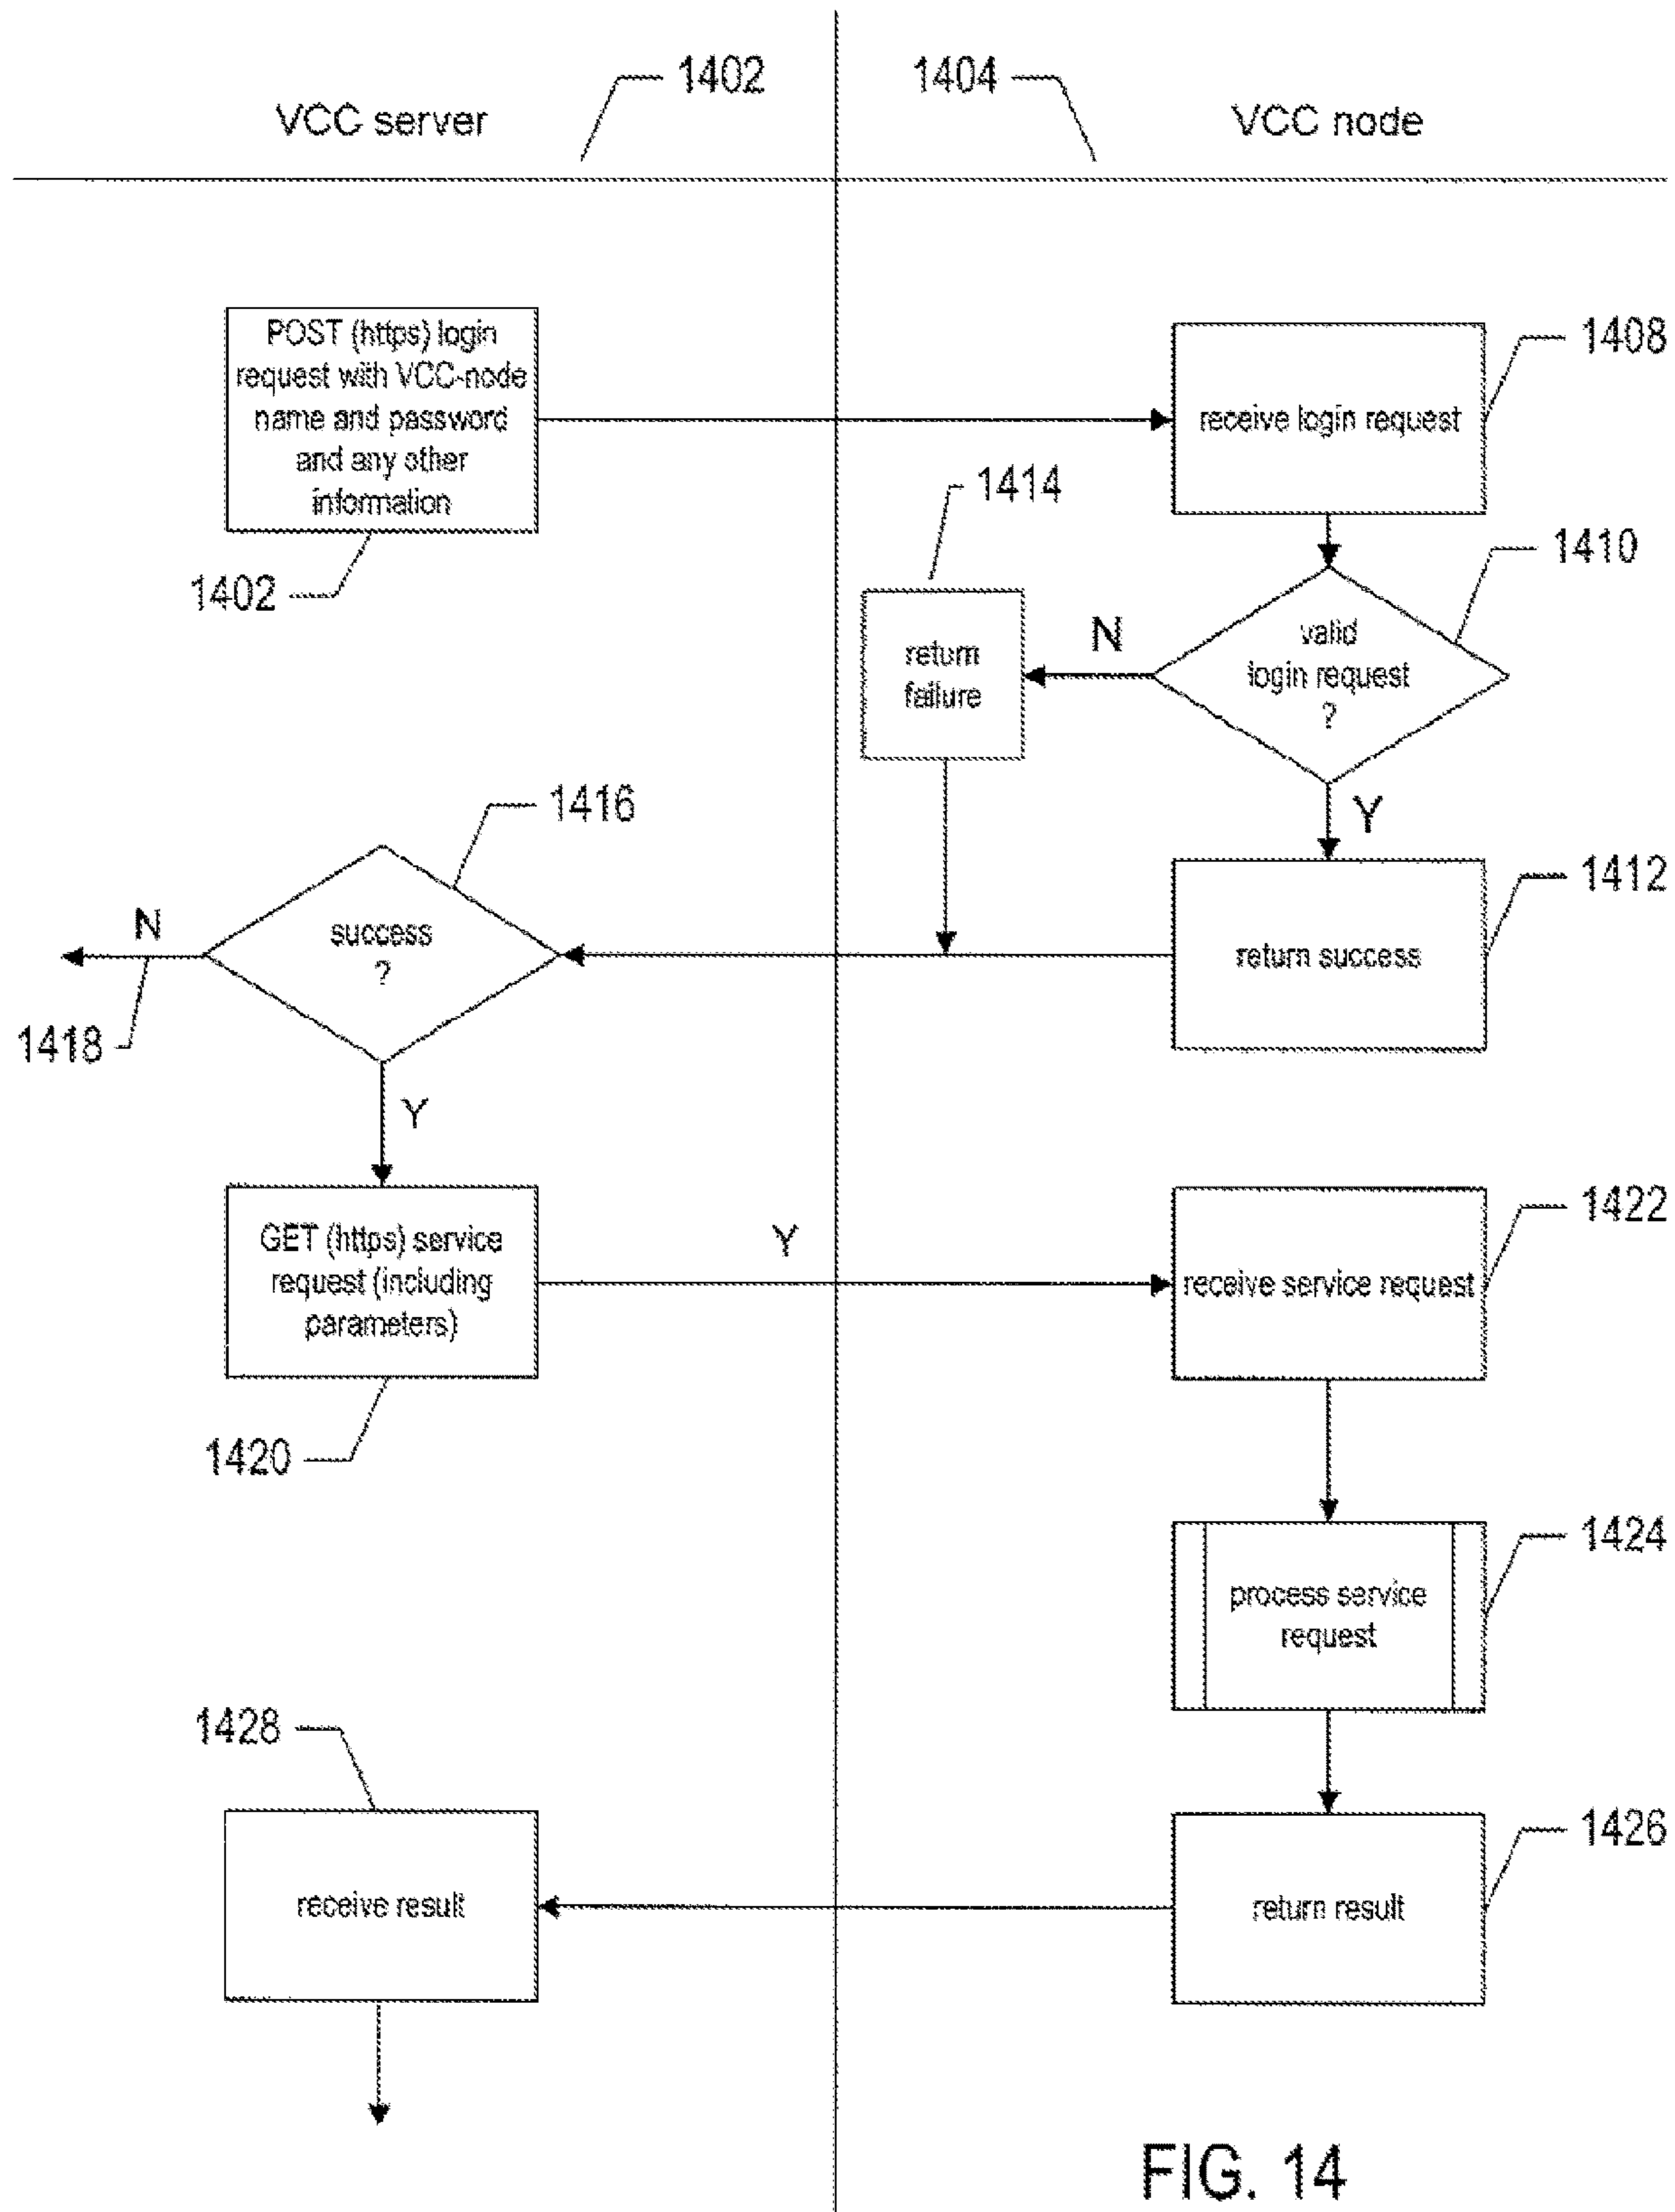 1402
1404
VCC server
VCC node
POST (https) login
request with VCC-node
name and password
and any other
information
1402
receive login request
1408
1414
1410
valid
login request
?
N
return
failure
Y
1416
1412
success
?
N
return success
1418
Y
GET (https) service
request (including
parameters)
Y
1422
receive service request
1420
1424
process service
request
1428
1426
receive result
return result
FIG. 14